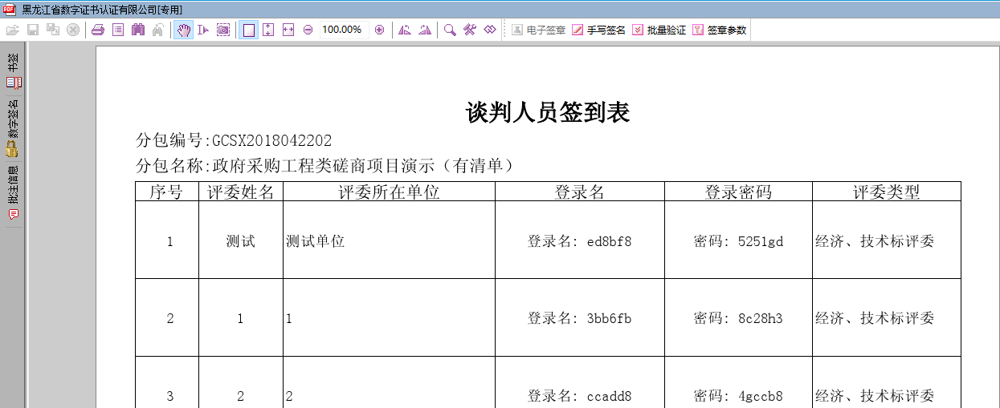 黑龙江省数字证书认证有限公司[专用]
100.00% 电子签章 手写签名 批量验证 签章参数
书签
数字签名
批注信息
谈判人员签到表
分包编号:GCSX2018042202
分包名称:政府采购工程类磋商项目演示（有清单）
序号 评委姓名 评委所在单位 登录名 登录密码 评委类型
1 测试 测试单位 登录名: ed8bf8 密码: 5251gd 经济、技术标评委
2 1 1 登录名: 3bb6fb 密码: 8c28h3 经济、技术标评委
3 2 2 登录名: ccadd8 密码: 4gccb8 经济、技术标评委